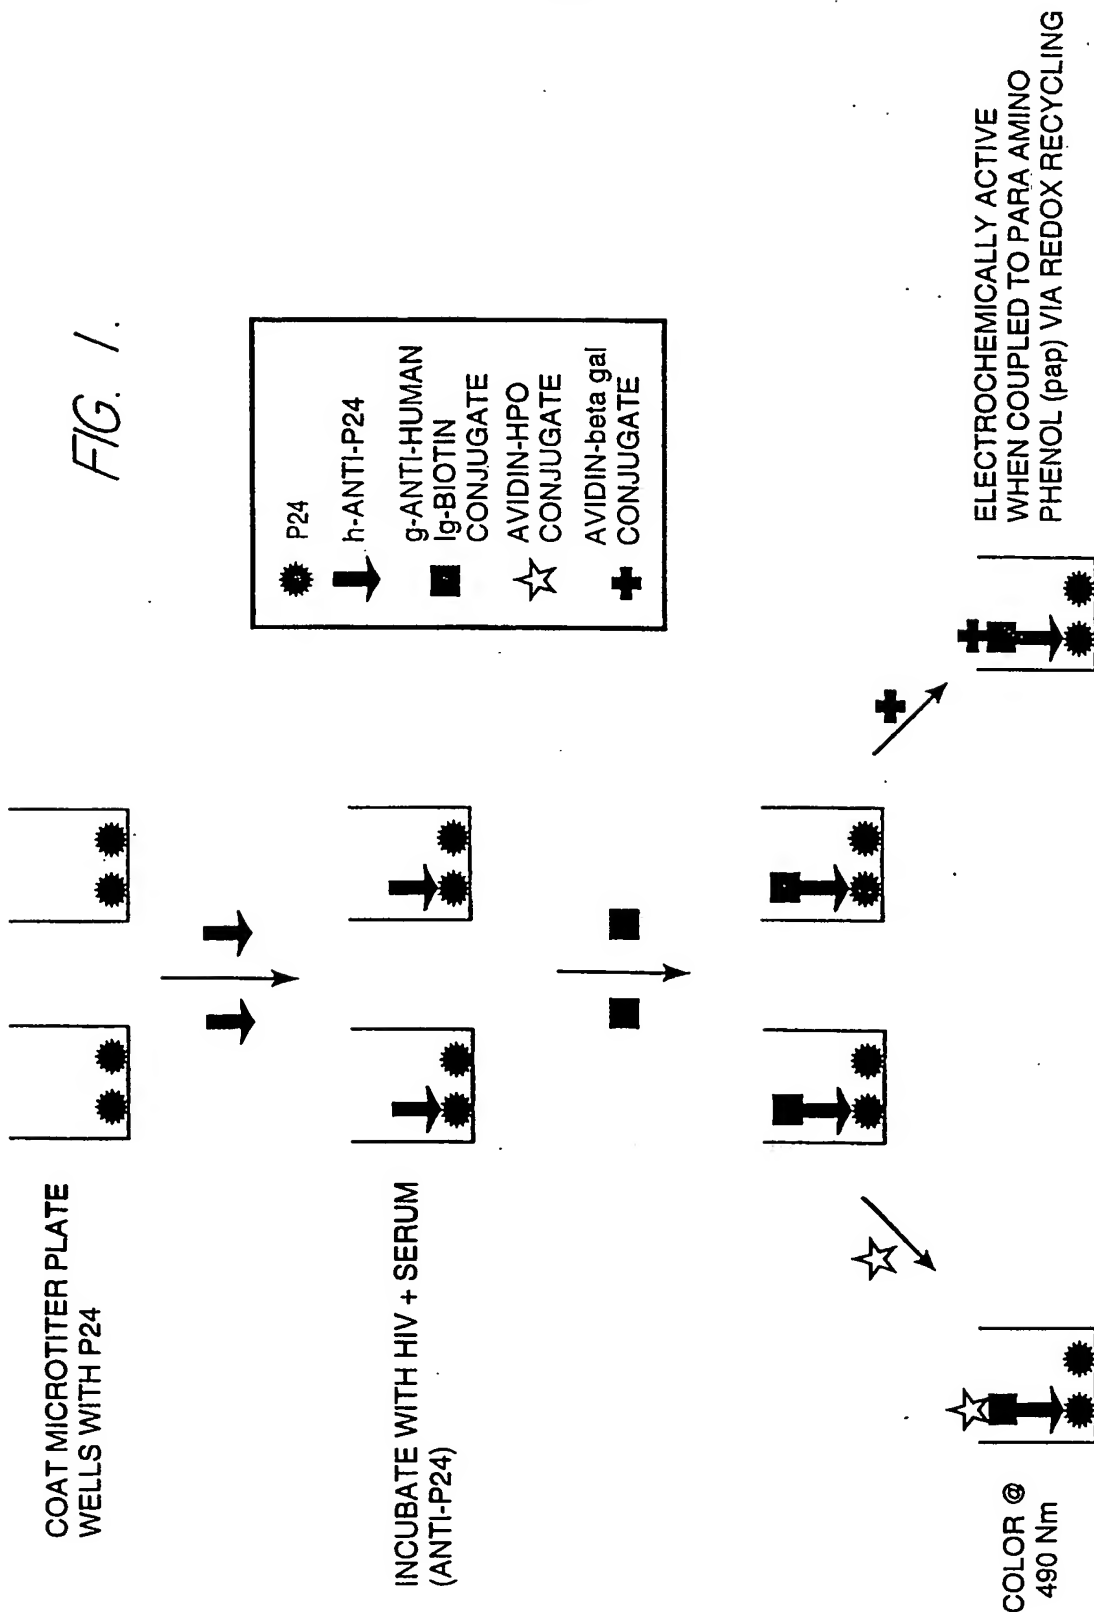 FIG. 1.
COAT MICROTITER PLATE
WELLS WITH P24
P24
h-ANTI-P24
g-ANTI-HUMAN
Ig-BIOTIN
CONJUGATE
AVIDIN-HPO
CONJUGATE
AVIDIN-beta gal
CONJUGATE
INCUBATE WITH HIV + SERUM
(ANTI-P24)
COLOR @
490 Nm
ELECTROCHEMICALLY ACTIVE
WHEN COUPLED TO PARA AMINO
PHENOL (pap) VIA REDOX RECYCLING